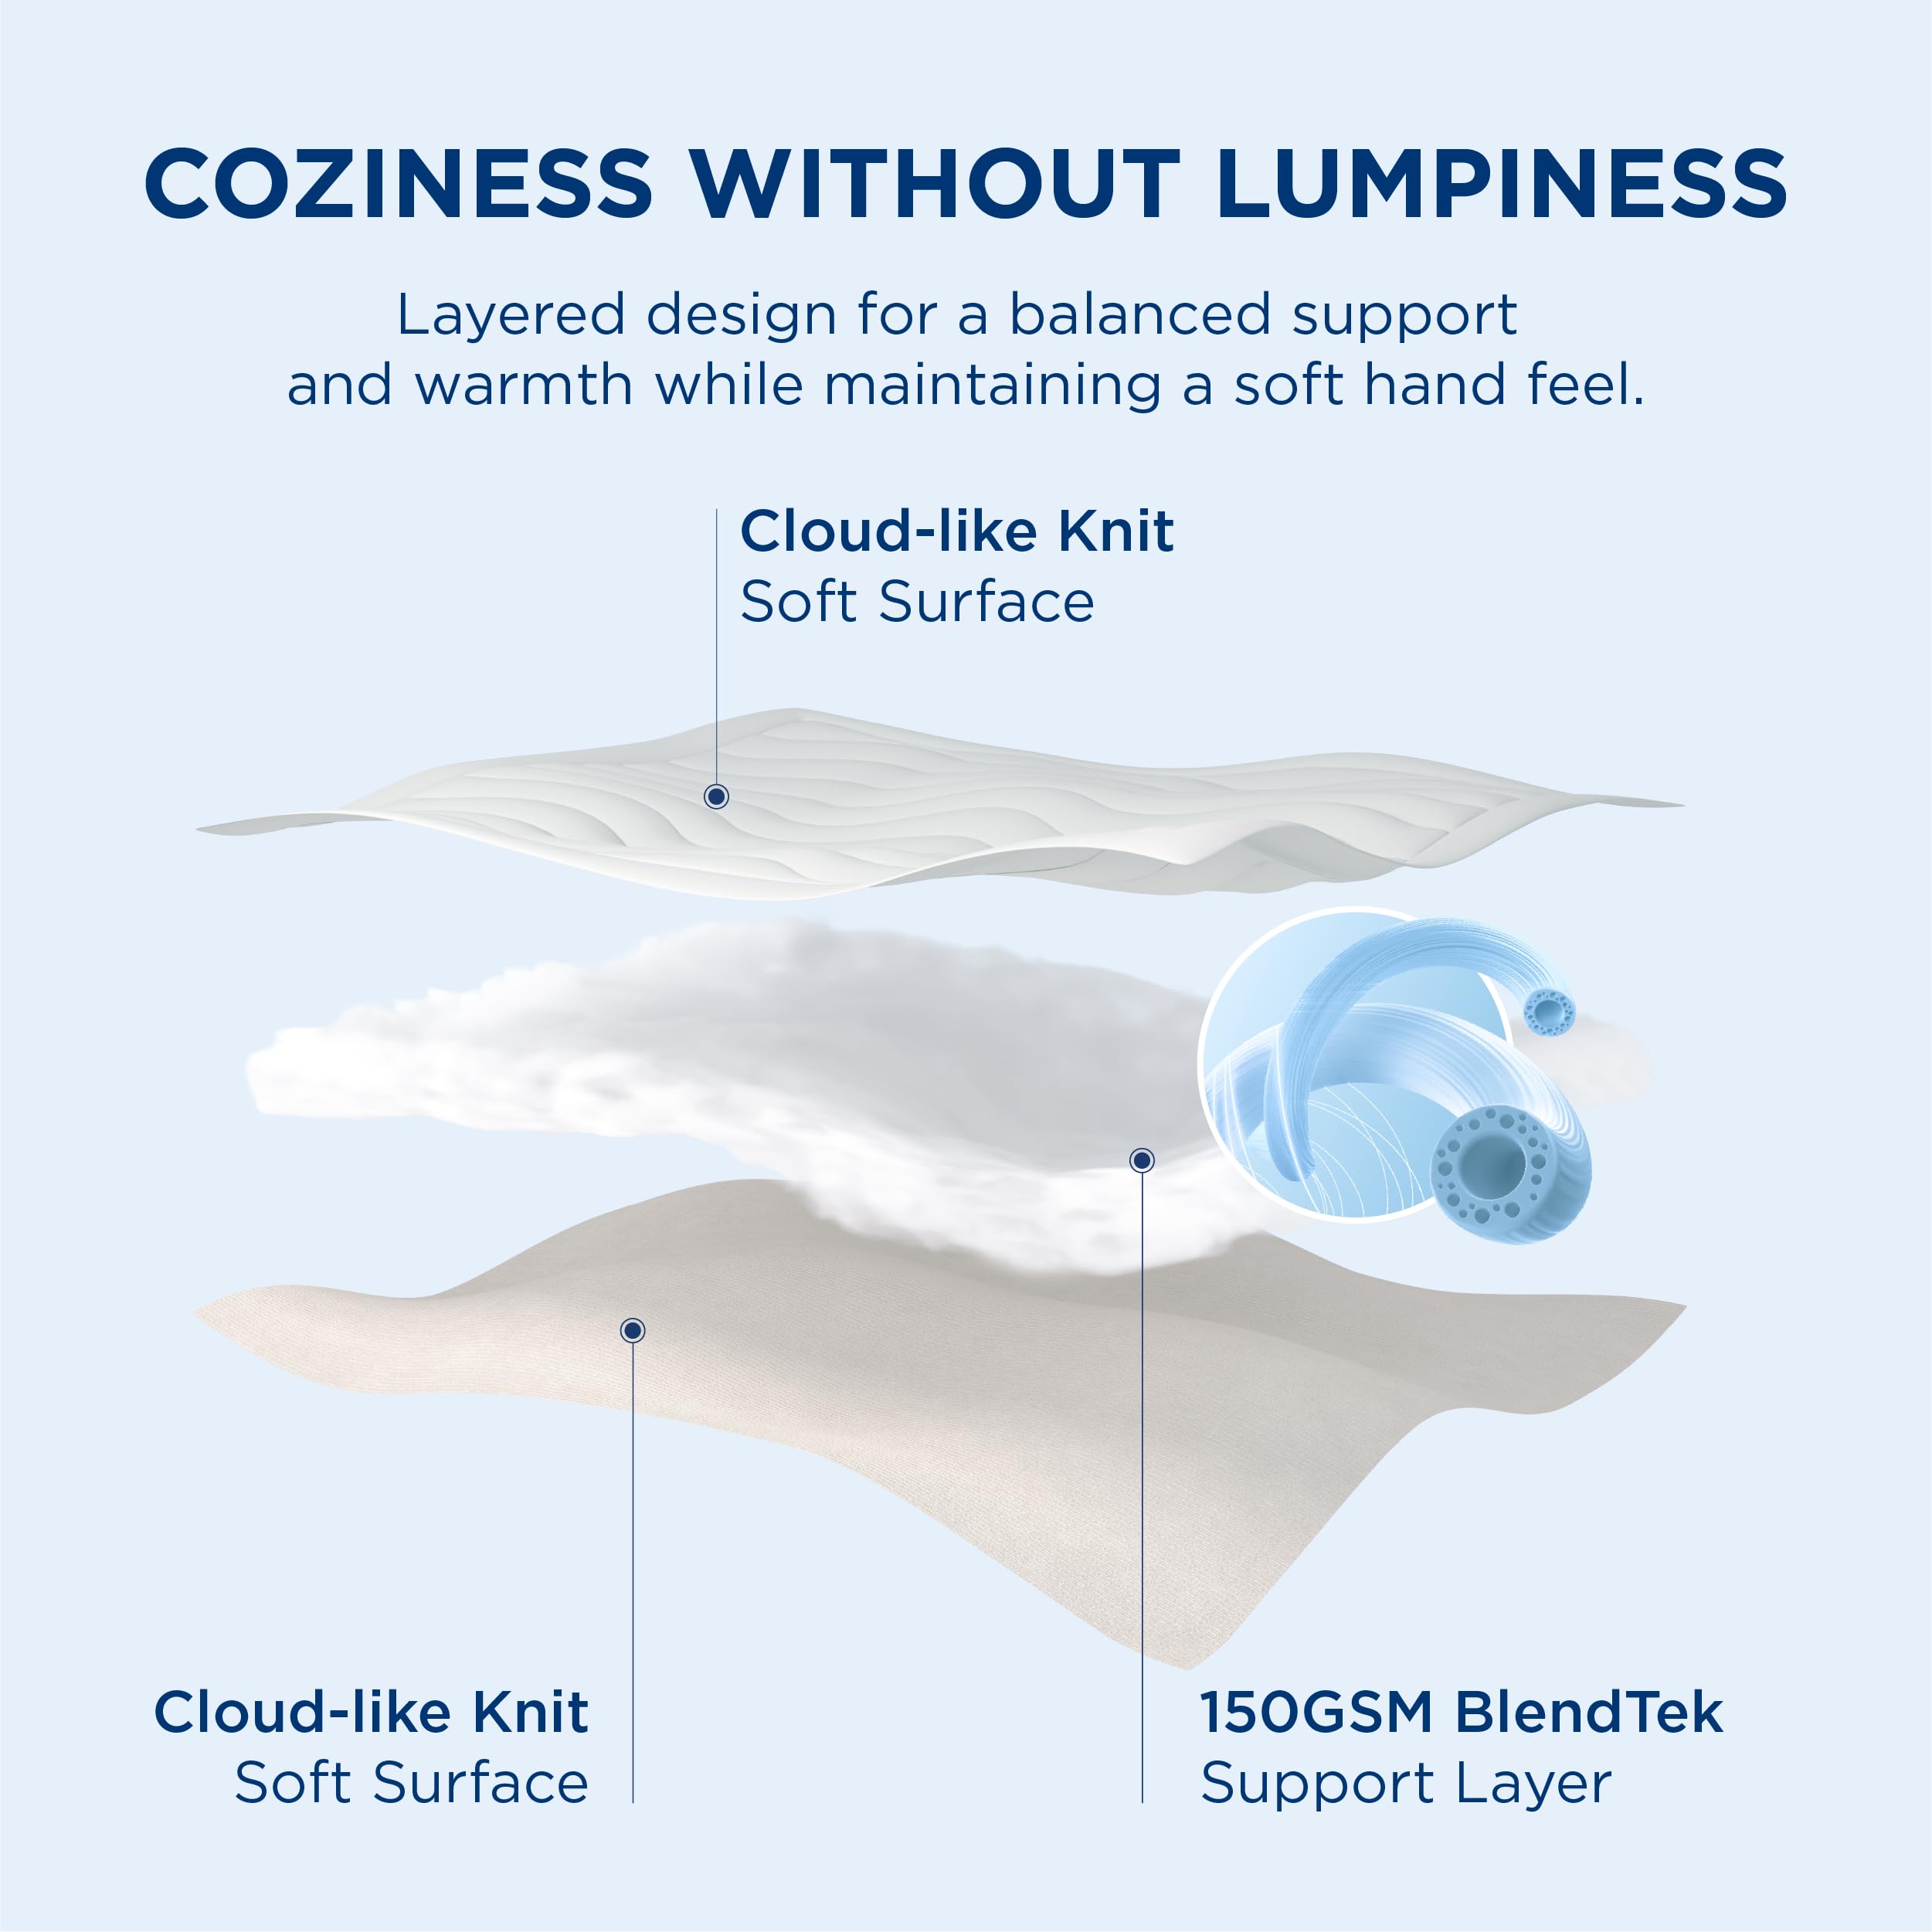 COZINESS WITHOUT LUMPINESS
Layered design for a balanced support
and warmth while maintaining a soft hand feel.
Cloud-like Knit
Soft Surface
Cloud-like Knit
Soft Surface
150GSM BlendTek
Support Layer